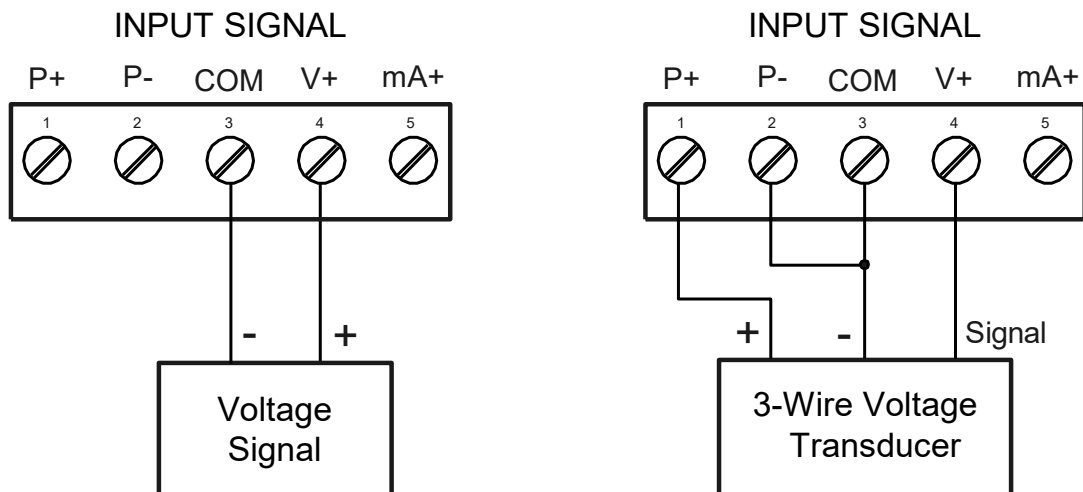 INPUT SIGNAL
P+ P- COM V+ mA+
1 2 3 4 5
- +
Voltage
Signal
INPUT SIGNAL
P+ P- COM V+ mA+
1 2 3 4 5
+ - Signal
3-Wire Voltage
Transducer